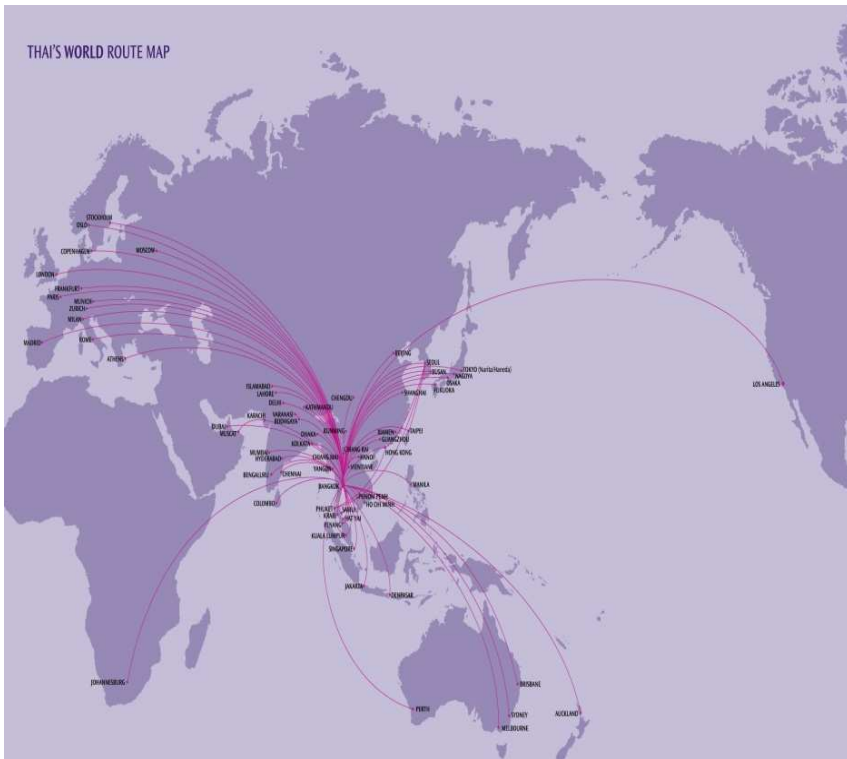 THAI'S WORLD ROUTE MAP
STOCKHOLM
OSLO
COPENHAGEN
MOSCOW
LONDON
FRANKFURT
PARIS
MUNICH
ZURICH
MILAN
MADRID
ROME
ATHENS
BEIJING
SEOUL
BUSAN
TOKYO (Narita/Haneda)
NAGOYA
OSAKA
FUKUOKA
LOS ANGELES
ISLAMABAD
LAHORE
CHENGDU
SHANGHAI
DELHI
KATHMANDU
KARACHI
VARANASI
BODHGAYA
DUBAI
MUSCAT
DHAKA
KUNMING
XIAMEN
TAIPEI
GUANGZHOU
KOLKATA
CHIANG RAI
HONG KONG
MUMBAI
HYDERABAD
CHIANG MAI
HANOI
YANGON
VIENTIANE
BENGALURU
CHENNAI
BANGKOK
MANILA
COLOMBO
PHNOM PENH
HO CHI MINH
PHUKET
SAMUI
KRABI
HAT YAI
PENANG
KUALA LUMPUR
SINGAPORE
JAKARTA
DENPASAR
JOHANNESBURG
BRISBANE
PERTH
SYDNEY
AUCKLAND
MELBOURNE